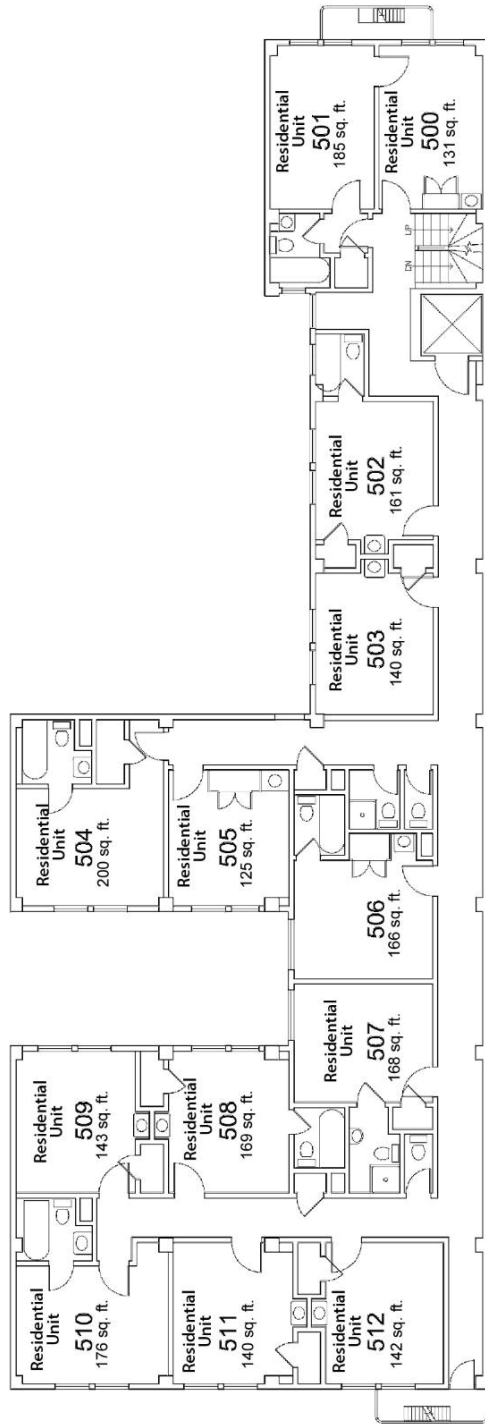 Residential
Unit
501
185 sq. ft.
Residential
Unit
500
131 sq. ft.
UP
DN
Residential
Unit
502
161 sq. ft.
Residential
Unit
503
140 sq. ft.
Residential
Unit
504
200 sq. ft.
Residential
Unit
505
125 sq. ft.
Residential
Unit
506
166 sq. ft.
Residential
Unit
507
168 sq. ft.
Residential
Unit
509
143 sq. ft.
Residential
Unit
508
169 sq. ft.
Residential
Unit
510
176 sq. ft.
Residential
Unit
511
140 sq. ft.
Residential
Unit
512
142 sq. ft.